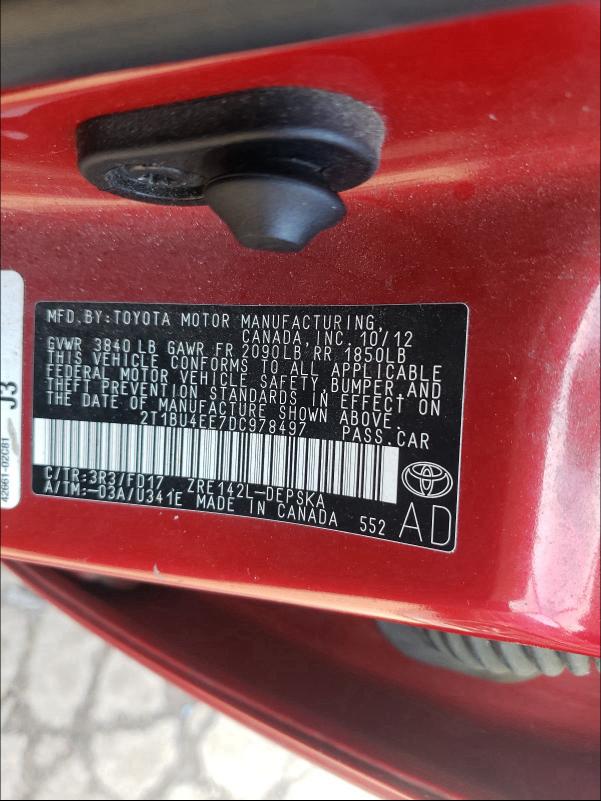 MFD.BY:TOYOTA MOTOR MANUFACTURING,
CANADA, INC. 10/12
GVWR 3840 LB GAWR FR 2090LB RR 1850LB
THIS VEHICLE CONFORMS TO ALL APPLICABLE
FEDERAL MOTOR VEHICLE SAFETY,BUMPER,AND
THEFT PREVENTION STANDARDS IN EFFECT ON
THE DATE OF MANUFACTURE SHOWN ABOVE.
2T1BU4EE7DC978497 PASS.CAR
C/TR:3R3/FD17 ZRE142L-DEPSKA
A/TM:-03A/U341E MADE IN CANADA 552
AD
J3
42661-02C81